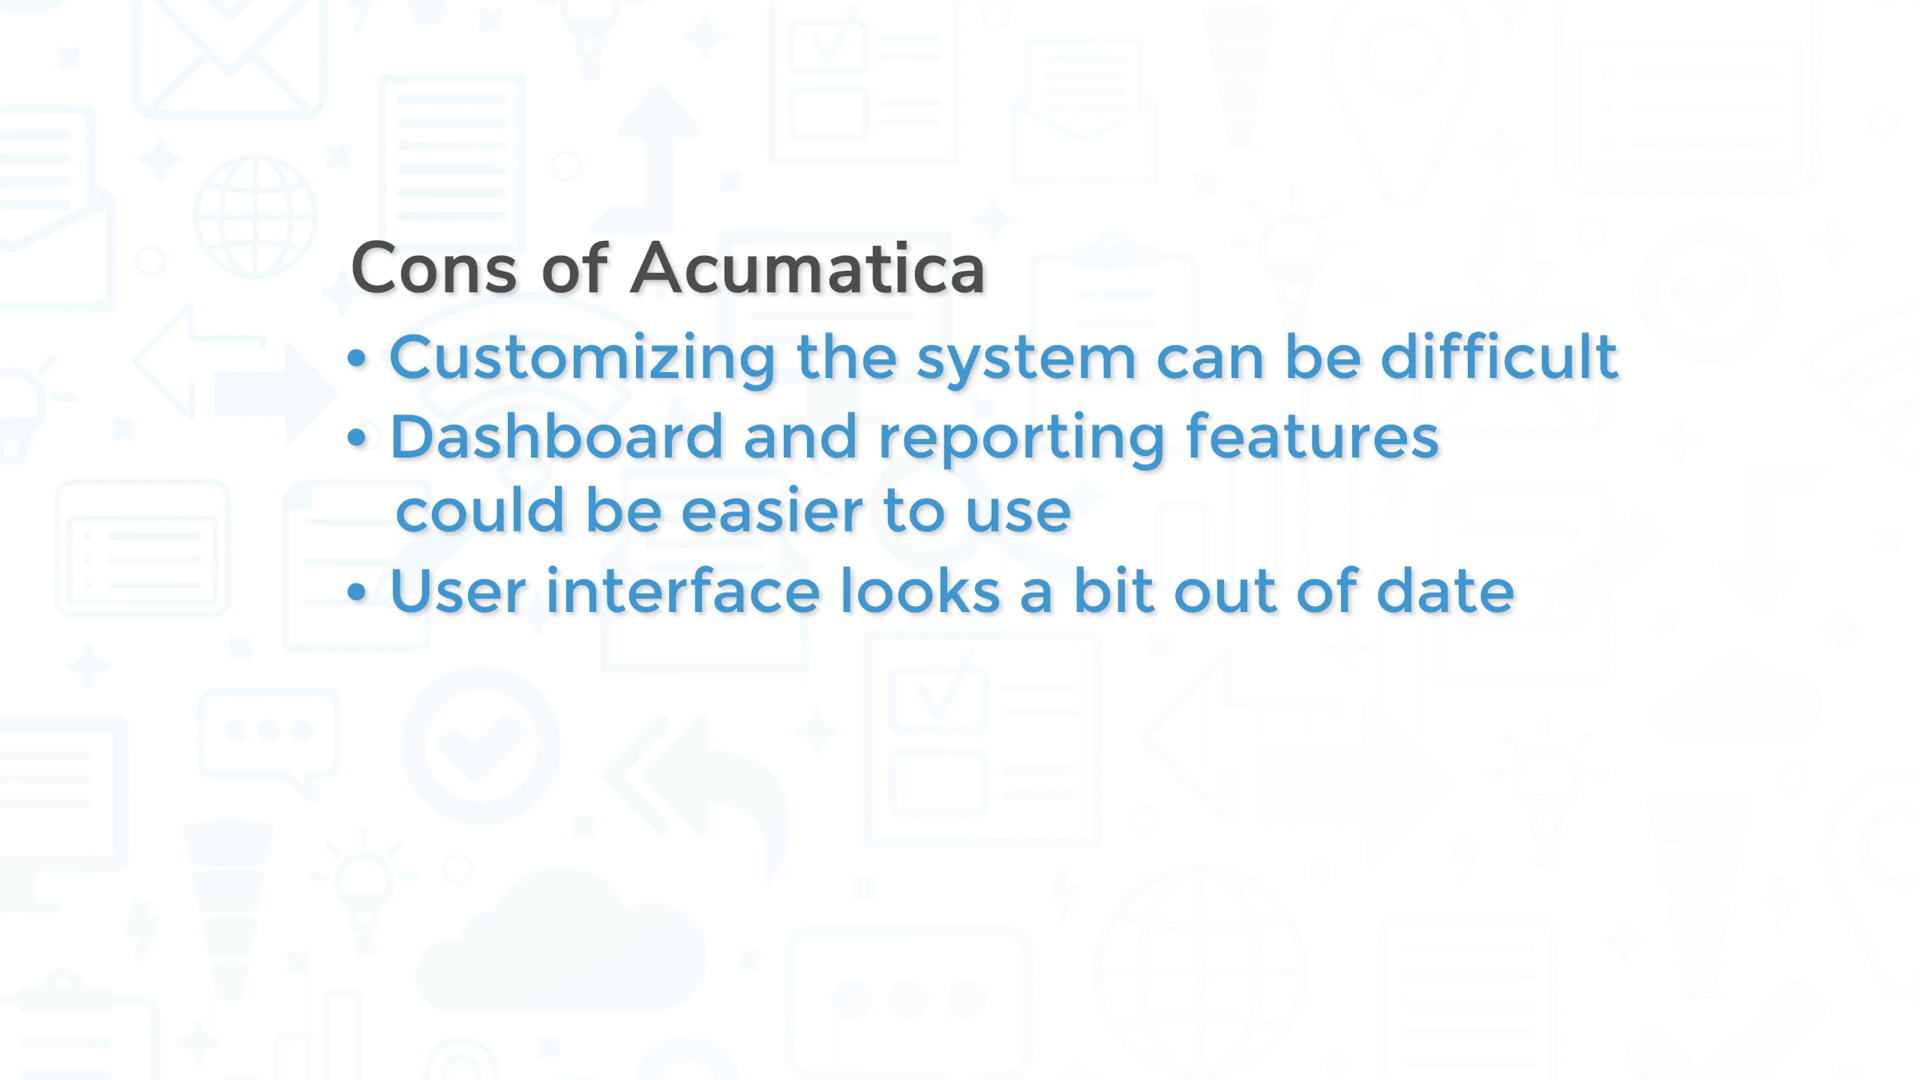 Cons of Acumatica
• Customizing the system can be difficult
• Dashboard and reporting features
could be easier to use
• User interface looks a bit out of date